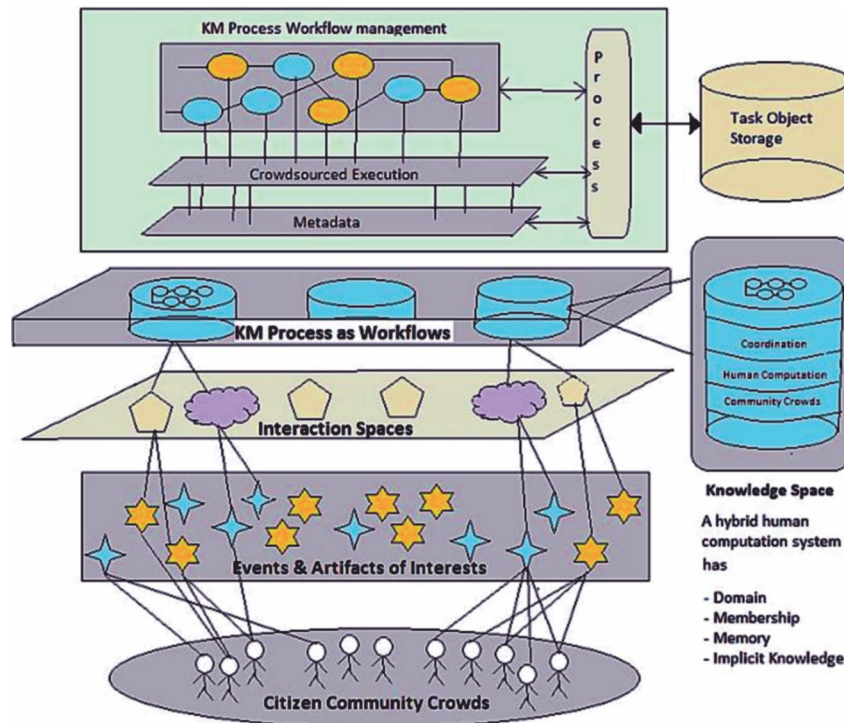 KM Process Workflow management
Process
Task Object
Storage
Crowdsourced Execution
Metadata
KM Process as Workflows
Coordination
Human Computation
Community Crowds
Interaction Spaces
Knowledge Space
A hybrid human
computation system
has
- Domain
- Membership
- Memory
- Implicit Knowledge
Events & Artifacts of Interests
Citizen Community Crowds